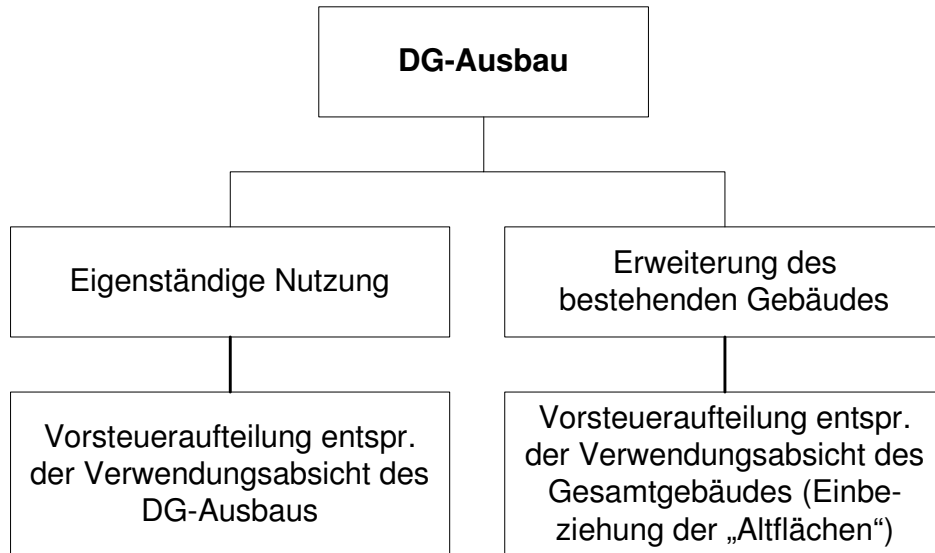 DG-Ausbau
Eigenständige Nutzung
Erweiterung des
bestehenden Gebäudes
Vorsteueraufteilung entspr.
der Verwendungsabsicht des
DG-Ausbaus
Vorsteueraufteilung entspr.
der Verwendungsabsicht des
Gesamtgebäudes (Einbe-
ziehung der „Altflächen“)